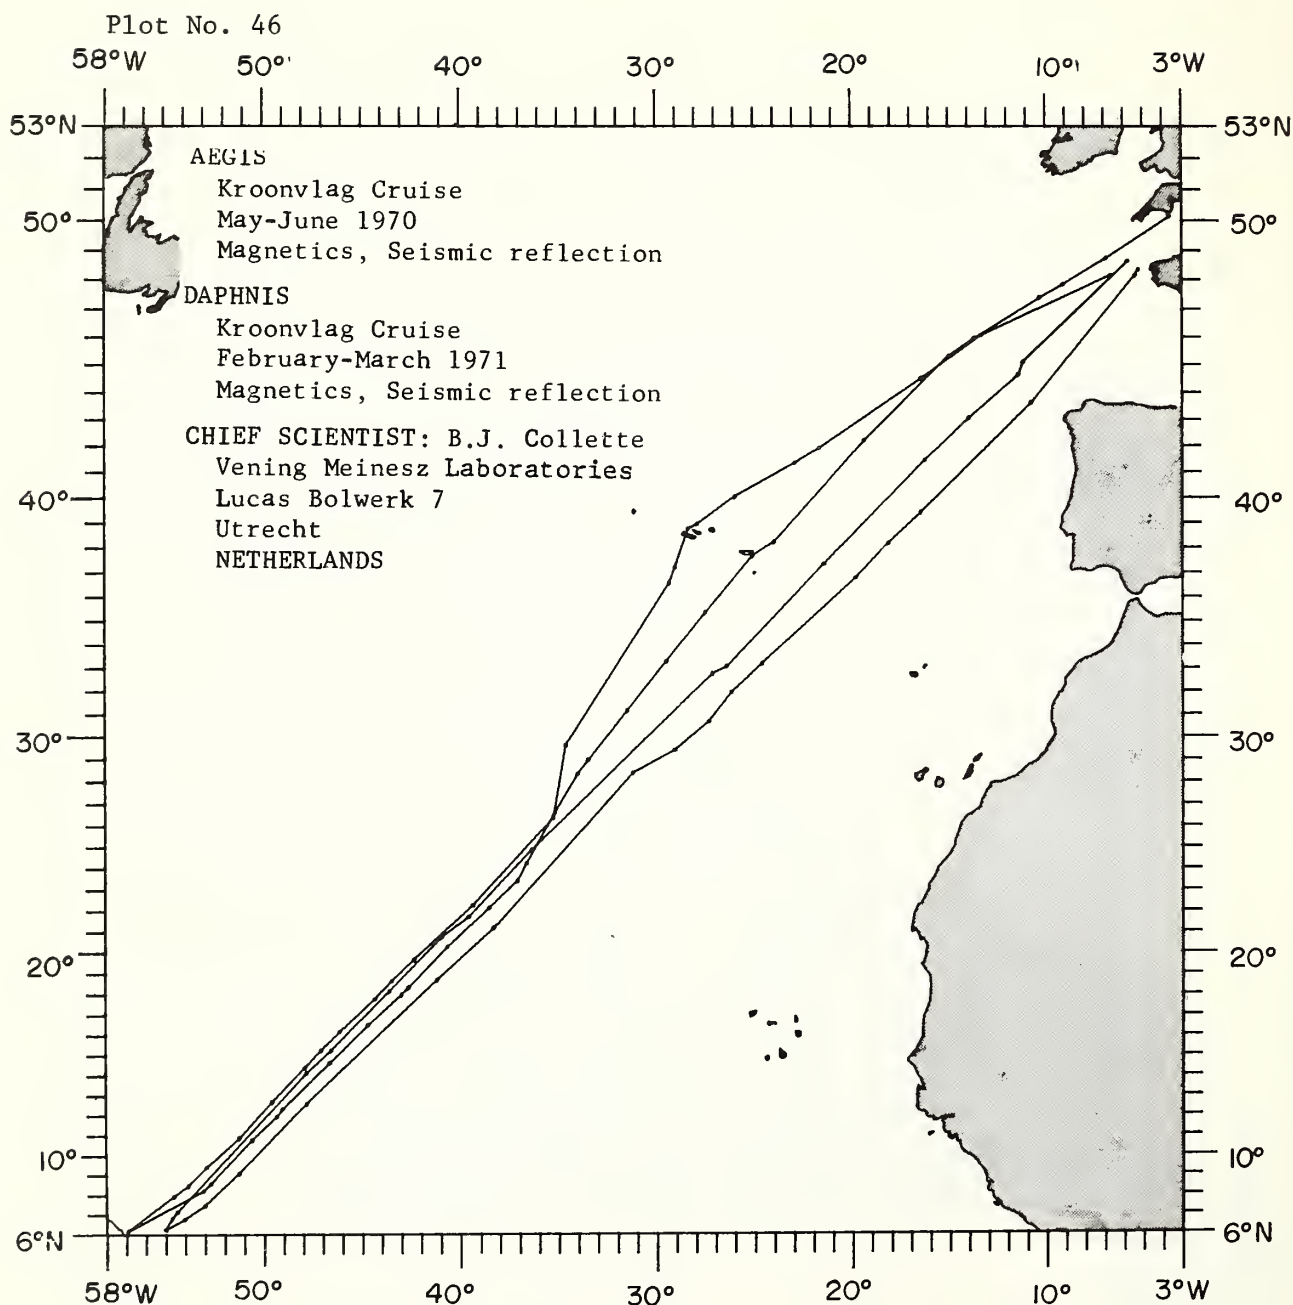 Plot No. 46
58°W 50° 40° 30° 20° 10° 3°W
53°N 53°N
AEGIS
Kroonvlag Cruise
May-June 1970
50° 50°
Magnetics, Seismic reflection
DAPHNIS
Kroonvlag Cruise
February-March 1971
Magnetics, Seismic reflection
CHIEF SCIENTIST: B.J. Collette
Vening Meinesz Laboratories
40° Lucas Bolwerk 7 40°
Utrecht
NETHERLANDS
30° 30°
20° 20°
10° 10°
6°N 6°N
58°W 50° 40° 30° 20° 10° 3°W